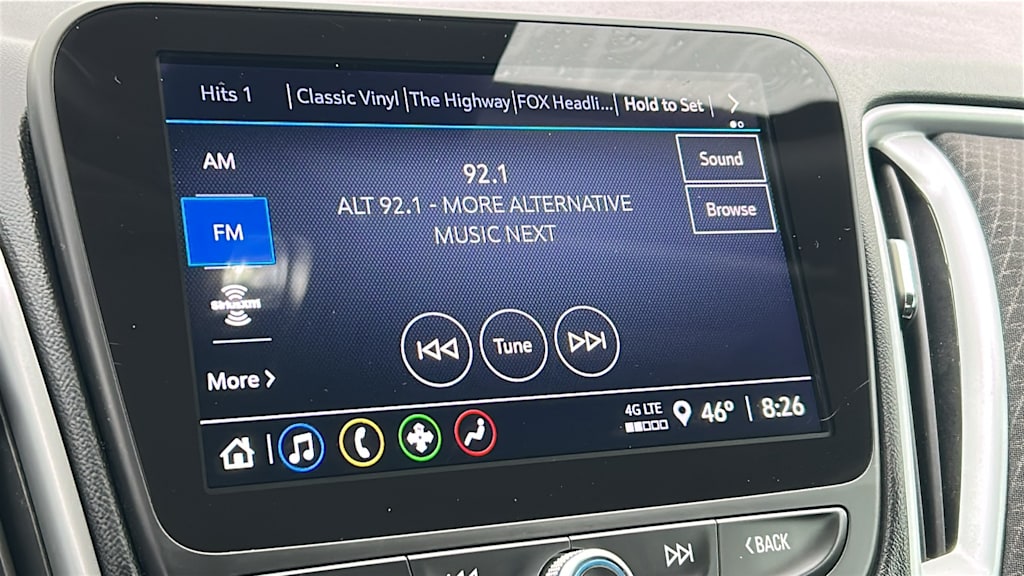 Hits 1 | Classic Vinyl | The Highway | FOX Headli... | Hold to Set |
AM
92.1
Sound
ALT 92.1 - MORE ALTERNATIVE
MUSIC NEXT
Browse
FM
SiriusXM
Tune
More
4G LTE
46° | 8:26
BACK